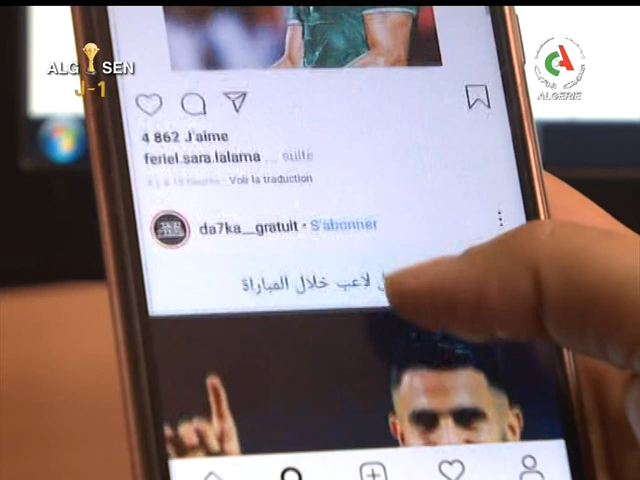 ALG SEN
J-1
ALGERIE
4 862 J'aime
feriel.sara.lalama ... suite
Il y a 16 heures · Voir la traduction
da7ka__gratuit • S'abonner
لاعب خلال المباراة